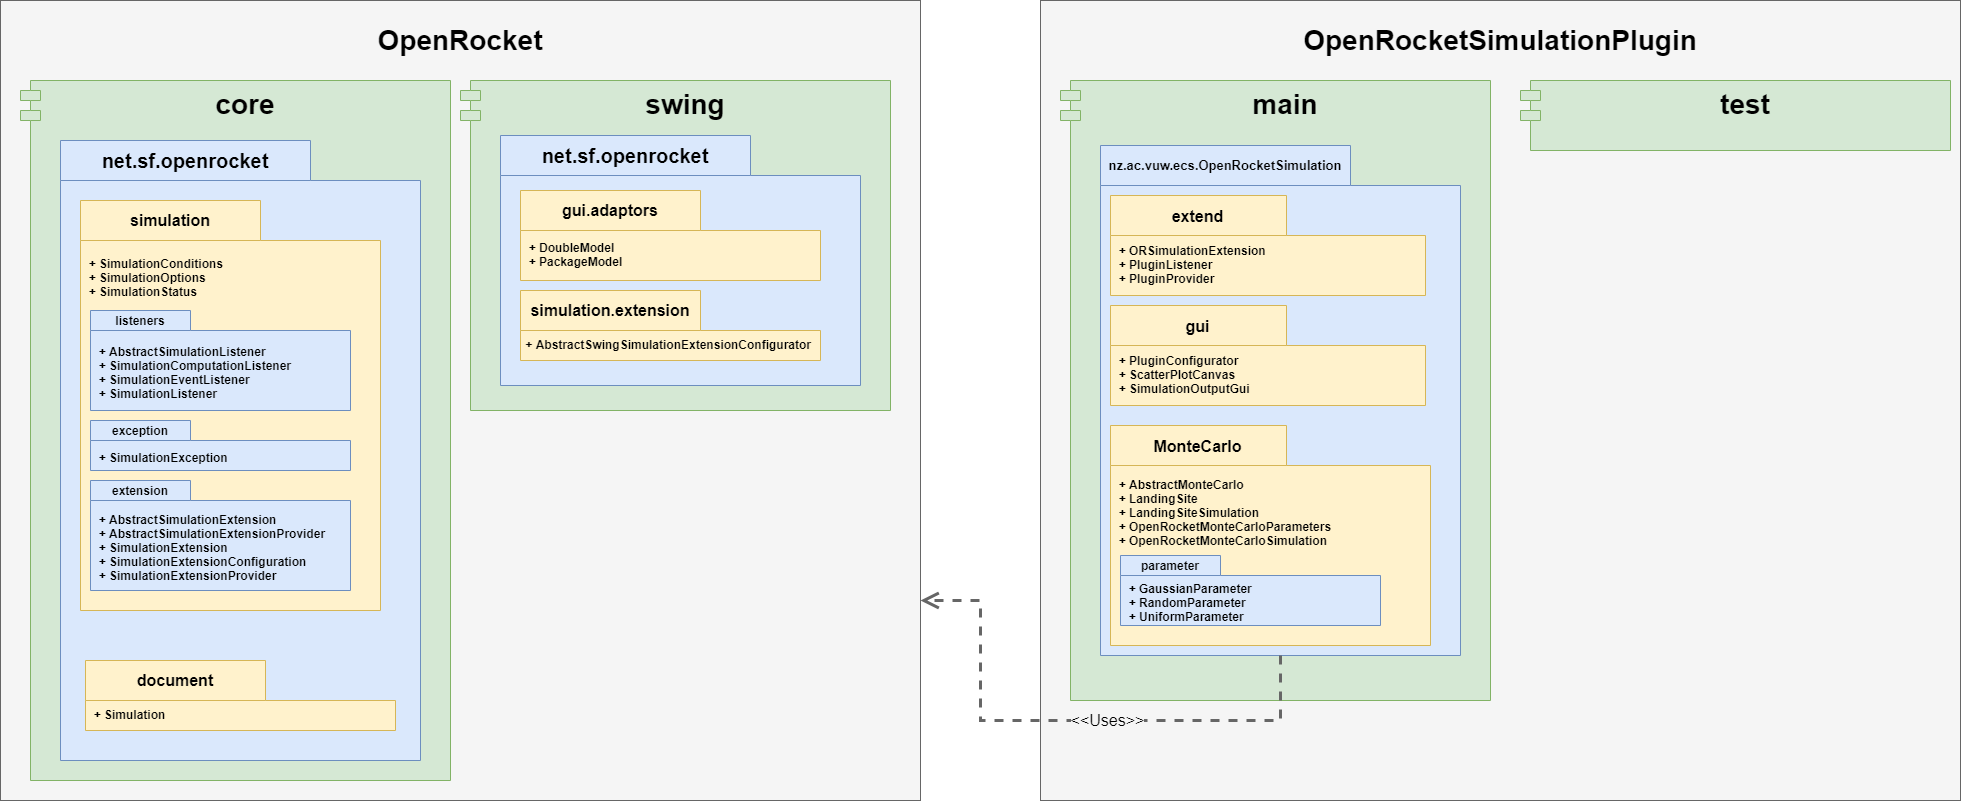 OpenRocket
core
net.sf.openrocket
simulation
+ SimulationConditions
+ SimulationOptions
+ SimulationStatus
listeners
+ AbstractSimulationListener
+ SimulationComputationListener
+ SimulationEventListener
+ SimulationListener
exception
+ SimulationException
extension
+ AbstractSimulationExtension
+ AbstractSimulationExtensionProvider
+ SimulationExtension
+ SimulationExtensionConfiguration
+ SimulationExtensionProvider
document
+ Simulation
swing
net.sf.openrocket
gui.adaptors
+ DoubleModel
+ PackageModel
simulation.extension
+ AbstractSwingSimulationExtensionConfigurator
OpenRocketSimulationPlugin
main
nz.ac.vuw.ecs.OpenRocketSimulation
extend
+ ORSimulationExtension
+ PluginListener
+ PluginProvider
gui
+ PluginConfigurator
+ ScatterPlotCanvas
+ SimulationOutputGui
MonteCarlo
+ AbstractMonteCarlo
+ LandingSite
+ LandingSiteSimulation
+ OpenRocketMonteCarloParameters
+ OpenRocketMonteCarloSimulation
parameter
+ GaussianParameter
+ RandomParameter
+ UniformParameter
<<Uses>>
test